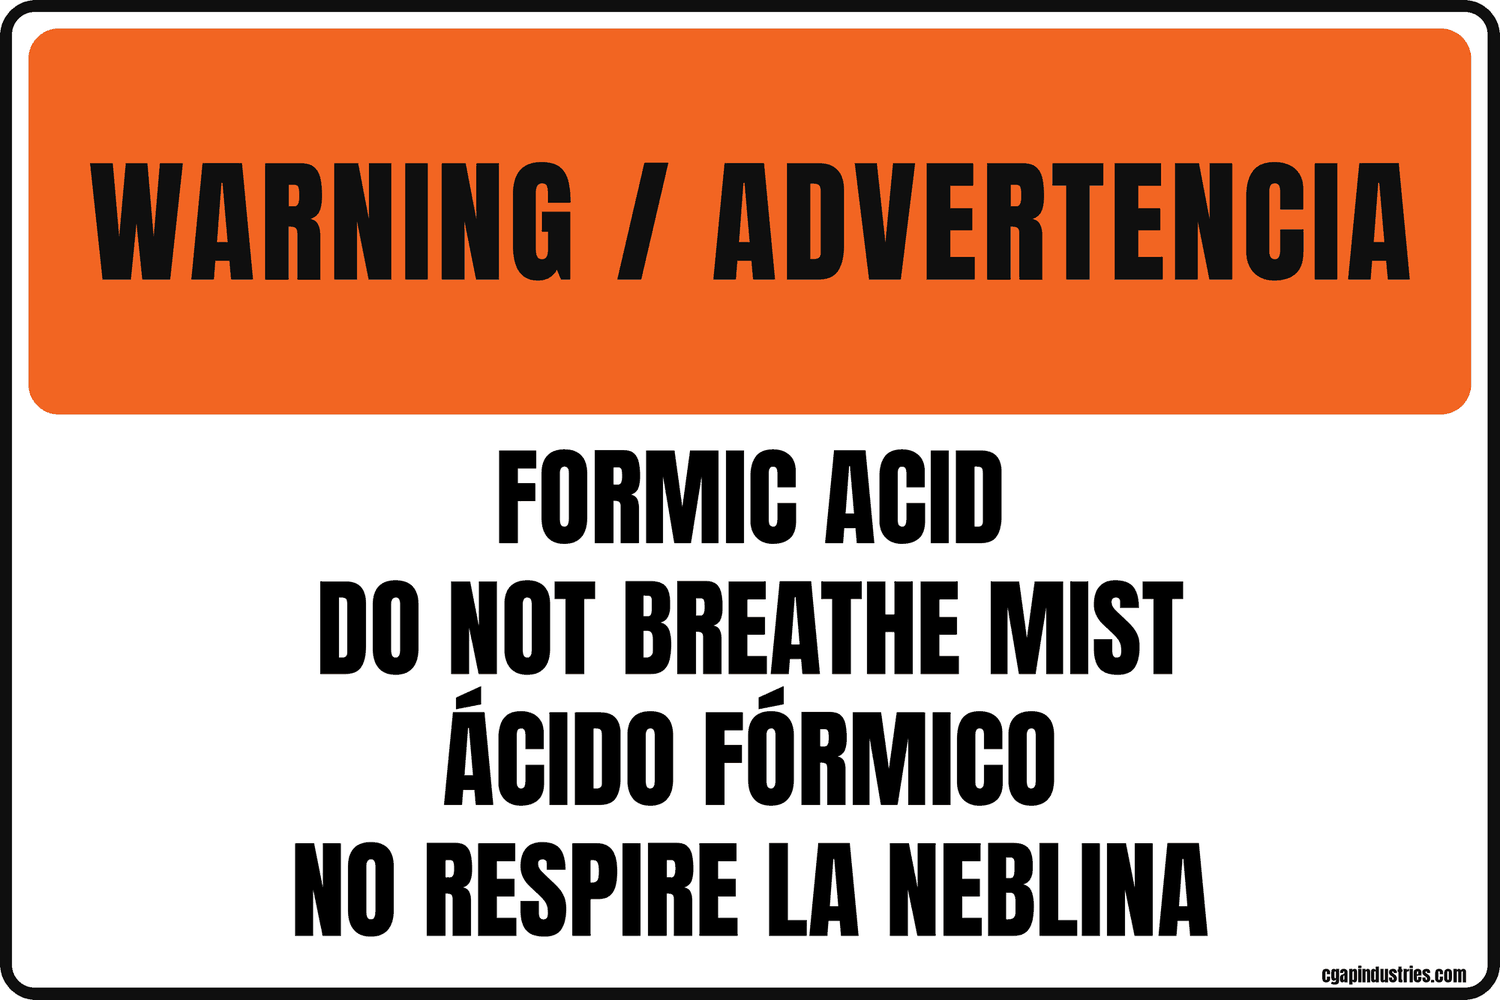 WARNING / ADVERTENCIA
FORMIC ACID
DO NOT BREATHE MIST
ÁCIDO FÓRMICO
NO RESPIRE LA NEBLINA
cgapindustries.com